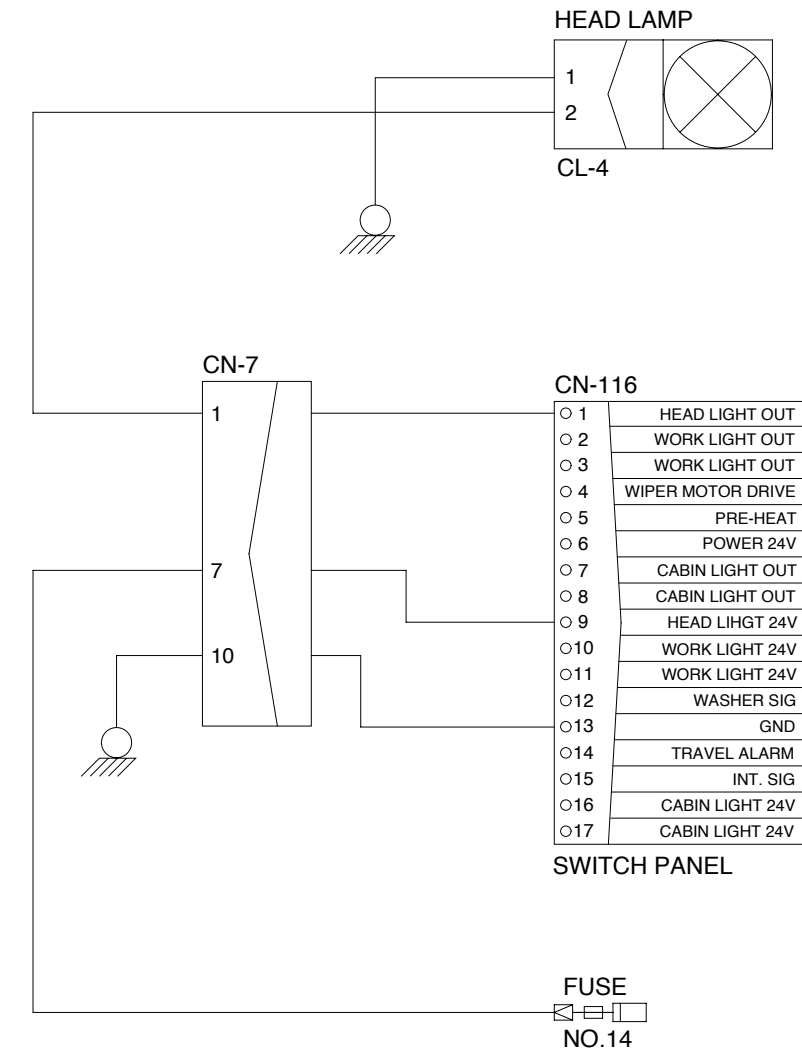 HEAD LAMP
1
2
CL-4
CN-7
1
7
10
CN-116
1 HEAD LIGHT OUT
2 WORK LIGHT OUT
3 WORK LIGHT OUT
4 WIPER MOTOR DRIVE
5 PRE-HEAT
6 POWER 24V
7 CABIN LIGHT OUT
8 CABIN LIGHT OUT
9 HEAD LIHGT 24V
10 WORK LIGHT 24V
11 WORK LIGHT 24V
12 WASHER SIG
13 GND
14 TRAVEL ALARM
15 INT. SIG
16 CABIN LIGHT 24V
17 CABIN LIGHT 24V
SWITCH PANEL
FUSE
NO.14